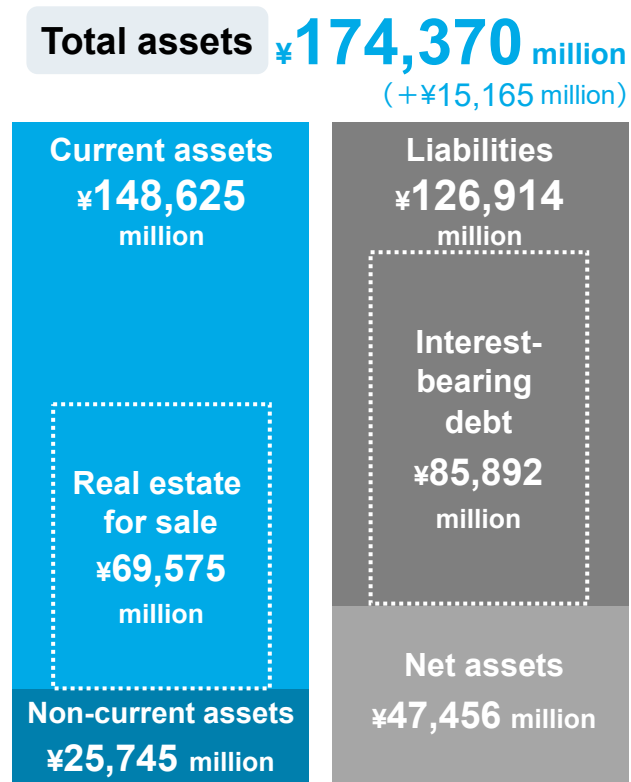 Total assets ¥174,370 million
(+¥15,165 million)
Current assets
¥148,625
million
Real estate
for sale
¥69,575
million
Non-current assets
¥25,745 million
Liabilities
¥126,914
million
Interest-
bearing
debt
¥85,892
million
Net assets
¥47,456 million